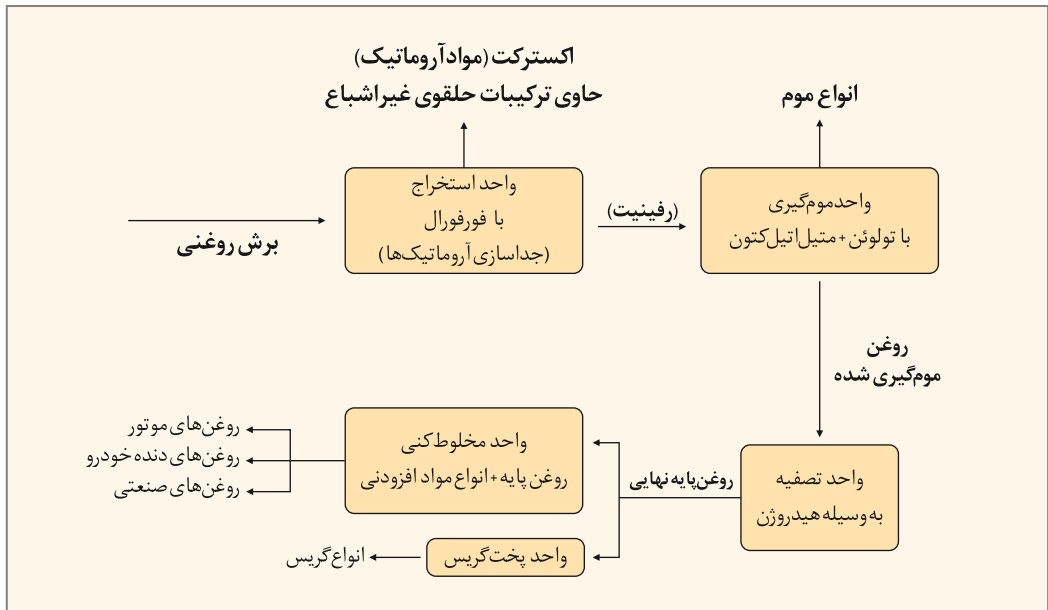 اکسترکت (مواد آروماتیک)
حاوی ترکیبات حلقوی غیراشباع
انواع موم
برش روغنی
واحد استخراج
با فورفورال
(جداسازی آروماتیک‌ها)
(رفینیت)
واحد موم‌گیری
با تولوئن + متیل اتیل کتون
روغن
موم‌گیری شده
واحد تصفیه
به وسیله هیدروژن
روغن پایه نهایی
واحد مخلوط‌کنی
روغن پایه + انواع مواد افزودنی
روغن‌های موتور
روغن‌های دنده خودرو
روغن‌های صنعتی
واحد پخت گریس
انواع گریس